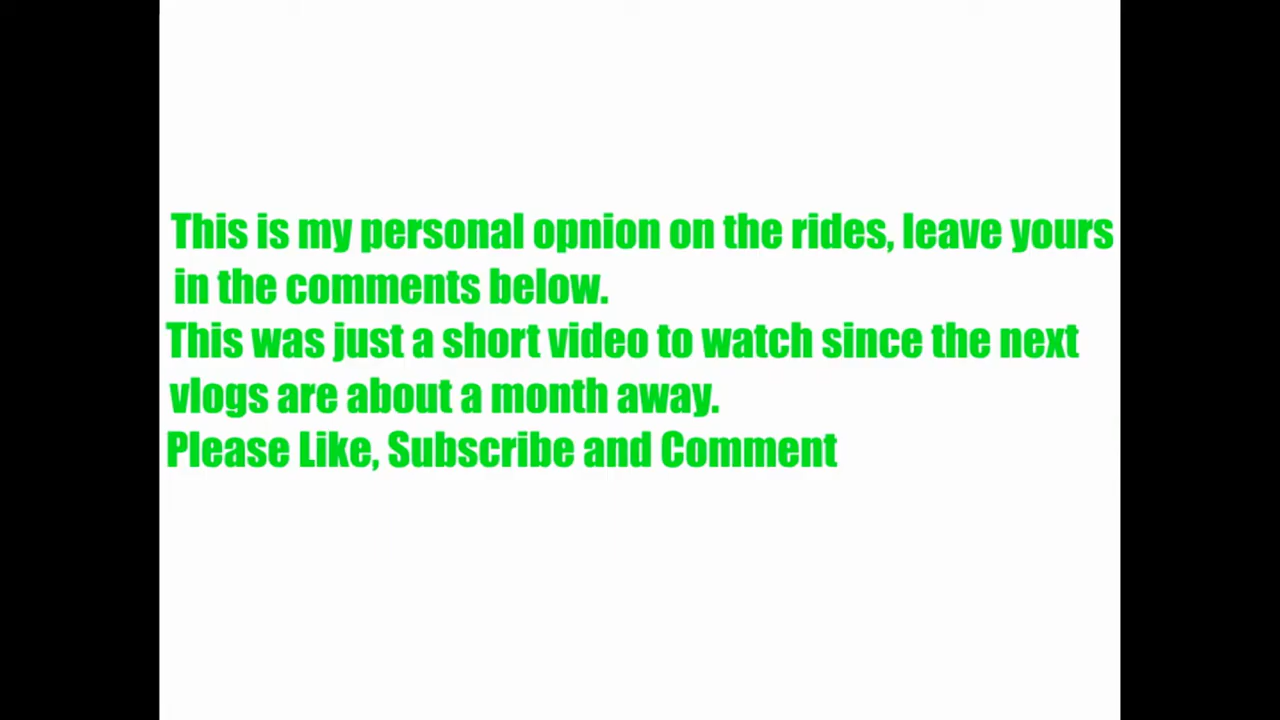 This is my personal opnion on the rides, leave yours
in the comments below.
This was just a short video to watch since the next
vlogs are about a month away.
Please Like, Subscribe and Comment